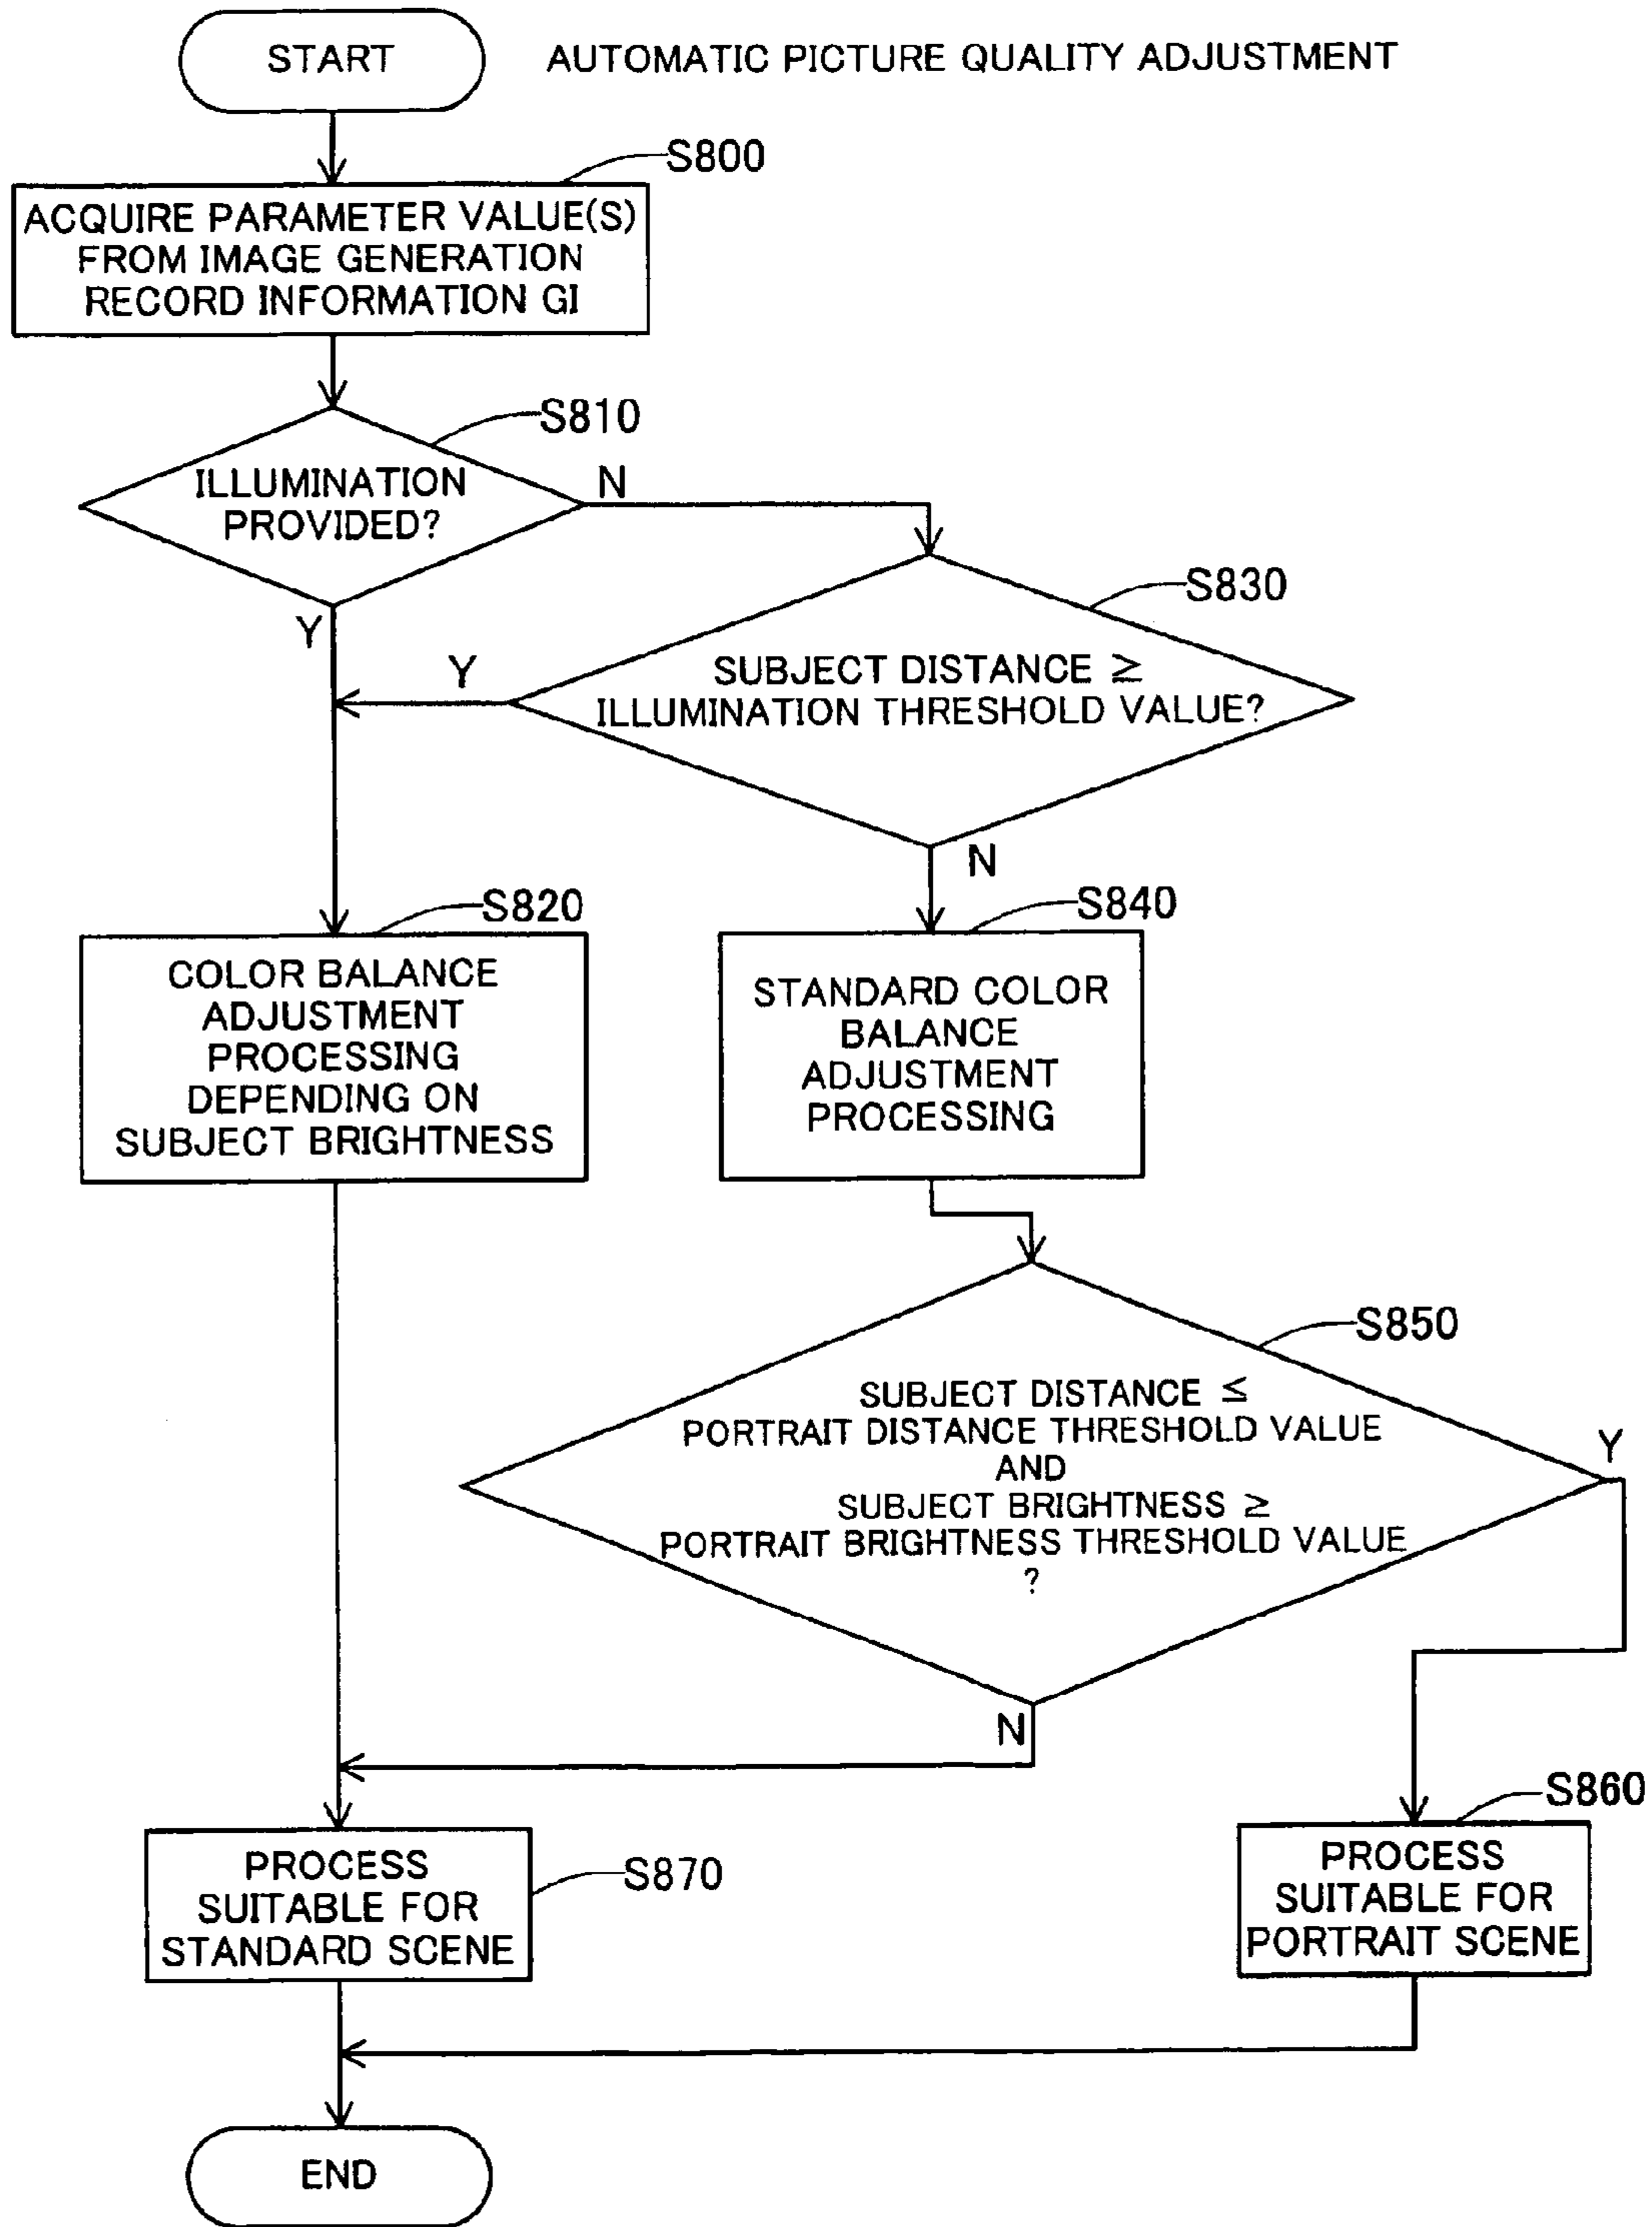 START
AUTOMATIC PICTURE QUALITY ADJUSTMENT
S800
ACQUIRE PARAMETER VALUE(S)
FROM IMAGE GENERATION
RECORD INFORMATION GI
S810
ILLUMINATION
PROVIDED?
N
Y
S830
SUBJECT DISTANCE ≧
ILLUMINATION THRESHOLD VALUE?
Y
N
S820
COLOR BALANCE
ADJUSTMENT
PROCESSING
DEPENDING ON
SUBJECT BRIGHTNESS
S840
STANDARD COLOR
BALANCE
ADJUSTMENT
PROCESSING
S850
SUBJECT DISTANCE ≤
PORTRAIT DISTANCE THRESHOLD VALUE
AND
SUBJECT BRIGHTNESS ≥
PORTRAIT BRIGHTNESS THRESHOLD VALUE
?
Y
N
S860
PROCESS
SUITABLE FOR
PORTRAIT SCENE
S870
PROCESS
SUITABLE FOR
STANDARD SCENE
END